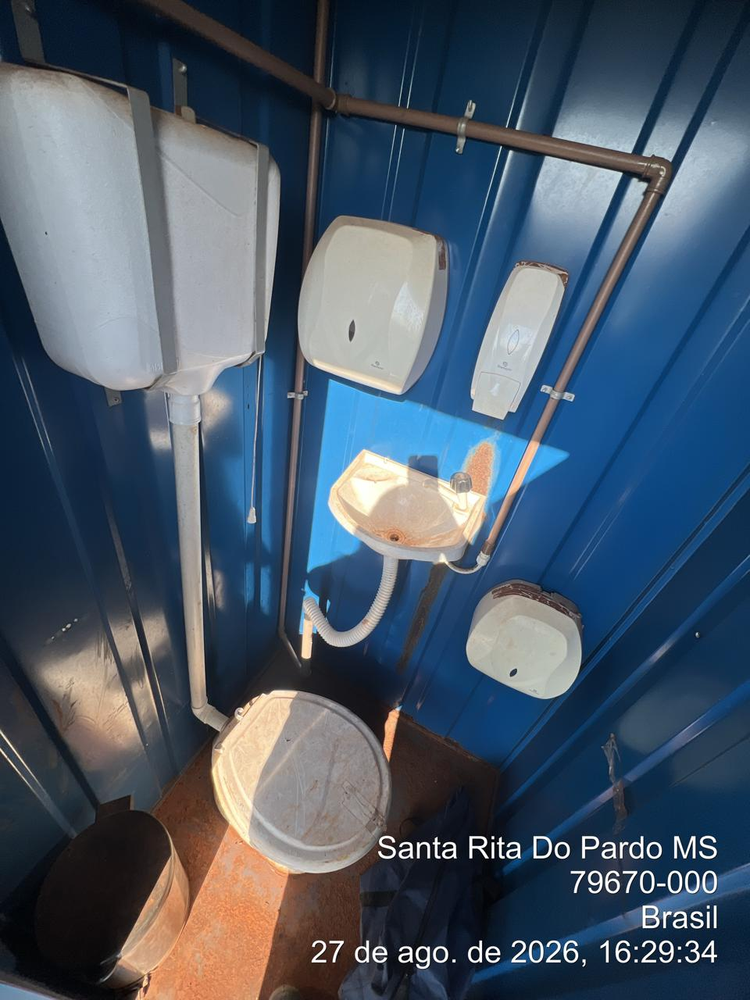 Santa Rita Do Pardo MS
79670-000
Brasil
27 de ago. de 2026, 16:29:34